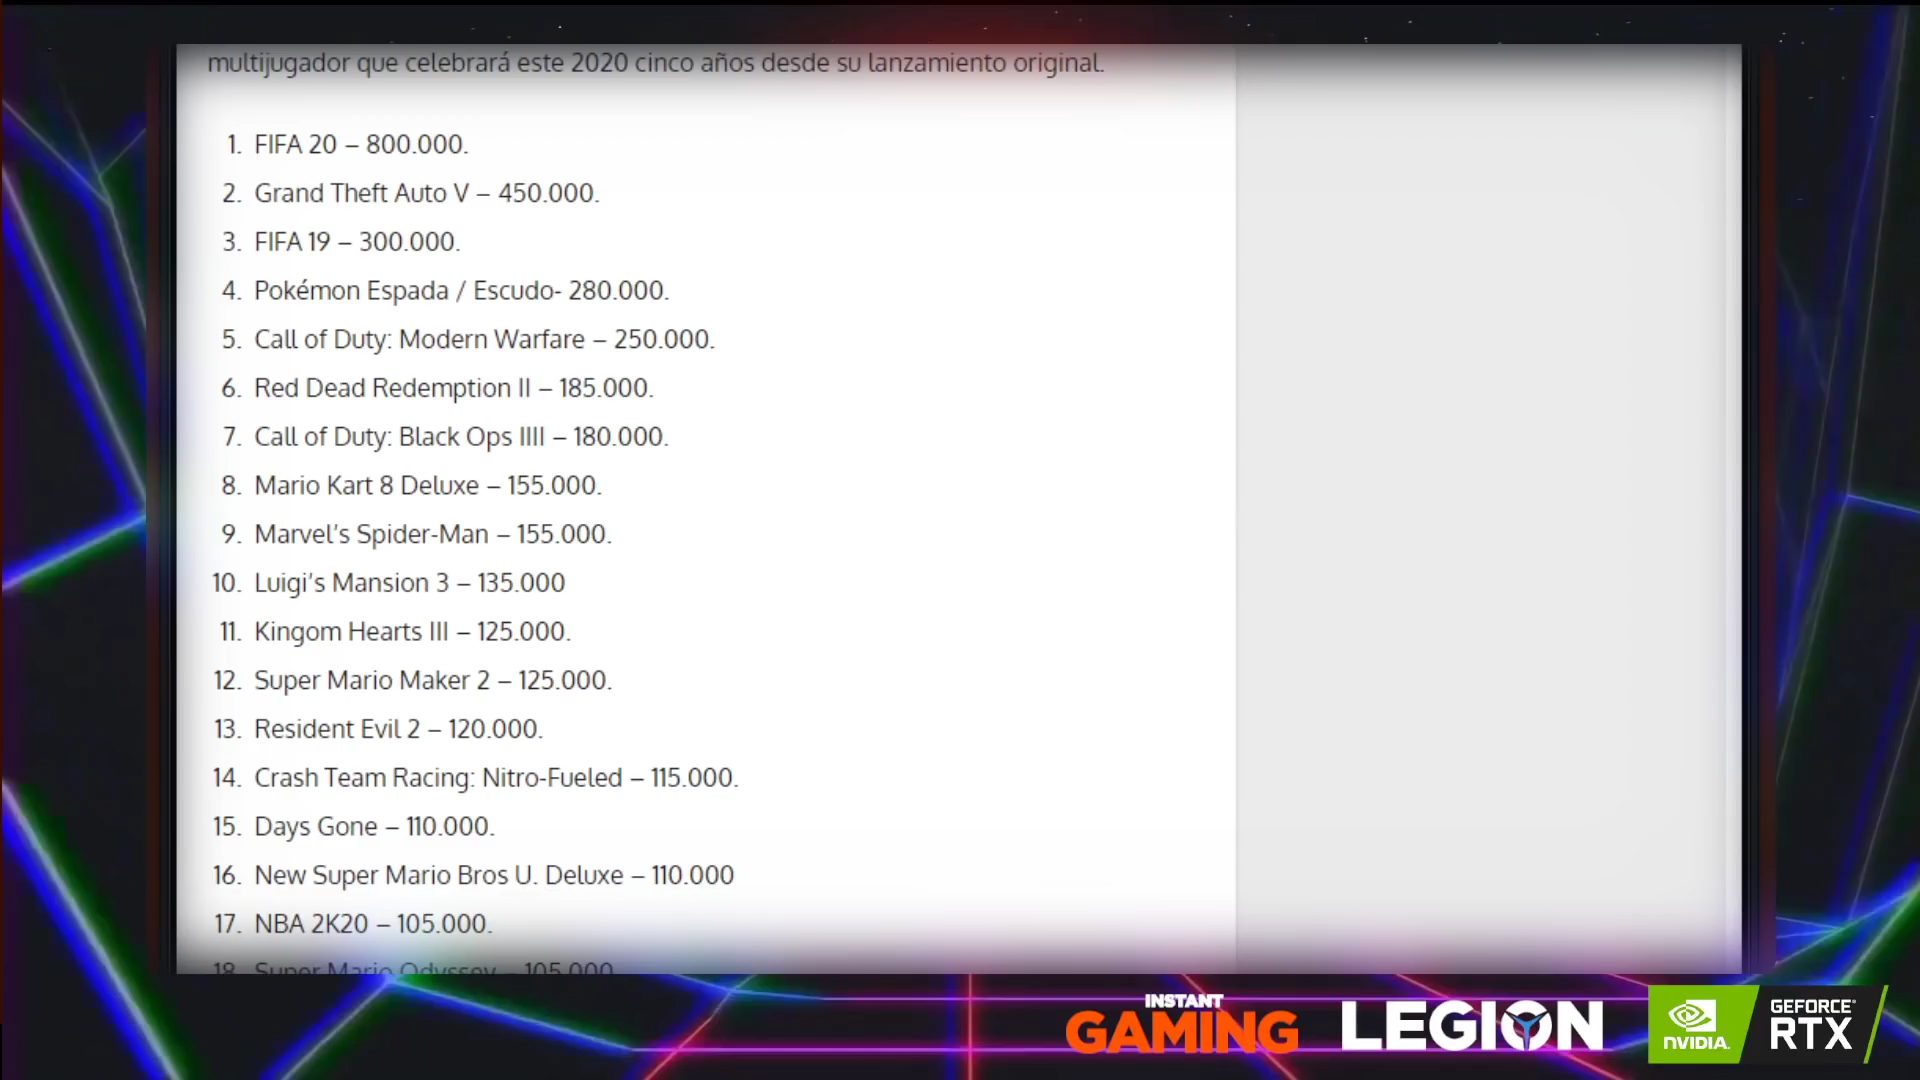 multijugador que celebrará este 2020 cinco años desde su lanzamiento original.
1. FIFA 20 – 800.000.
2. Grand Theft Auto V – 450.000.
3. FIFA 19 – 300.000.
4. Pokémon Espada / Escudo- 280.000.
5. Call of Duty: Modern Warfare – 250.000.
6. Red Dead Redemption II – 185.000.
7. Call of Duty: Black Ops IIII – 180.000.
8. Mario Kart 8 Deluxe – 155.000.
9. Marvel’s Spider-Man – 155.000.
10. Luigi’s Mansion 3 – 135.000
11. Kingom Hearts III – 125.000.
12. Super Mario Maker 2 – 125.000.
13. Resident Evil 2 – 120.000.
14. Crash Team Racing: Nitro-Fueled – 115.000.
15. Days Gone – 110.000.
16. New Super Mario Bros U. Deluxe – 110.000
17. NBA 2K20 – 105.000.
18. Super Mario Odyssey – 105.000
INSTANT
GAMING
LEGION
NVIDIA.
GEFORCE
RTX